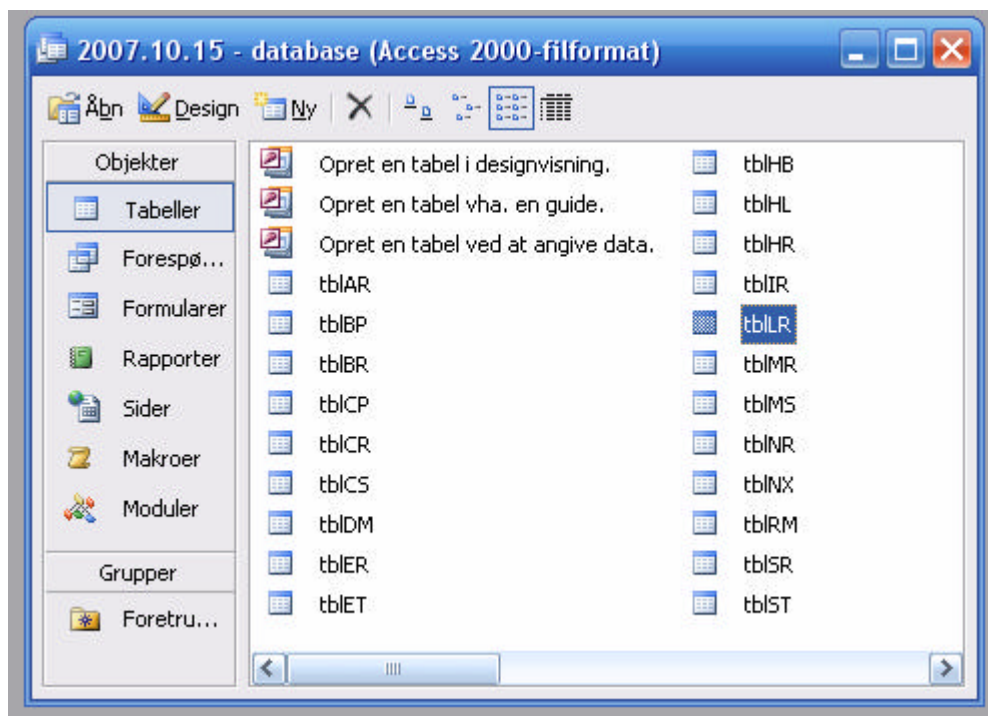 2007.10.15 - database (Access 2000-filformat)
Åbn Design Ny
Objekter
Tabeller
Forespø...
Formularer
Rapporter
Sider
Makroer
Moduler
Grupper
Foretru...
Opret en tabel i designvisning.
Opret en tabel vha. en guide.
Opret en tabel ved at angive data.
tblAR
tblBP
tblBR
tblCP
tblCR
tblCS
tblDM
tblER
tblET
tblHB
tblHL
tblHR
tblIR
tblLR
tblMR
tblMS
tblNR
tblNX
tblRM
tblSR
tblST